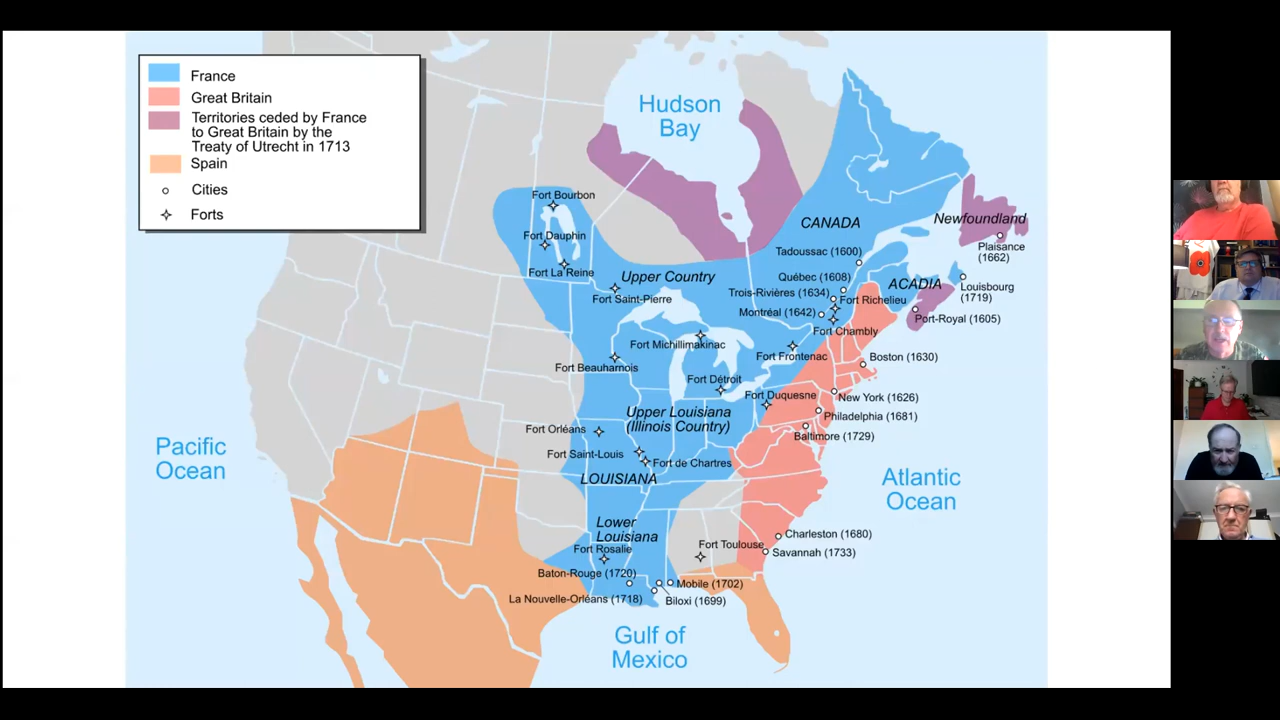 France
Great Britain
Territories ceded by France
to Great Britain by the
Treaty of Utrecht in 1713
Spain
Cities
Forts
Hudson
Bay
Fort Bourbon
Fort Dauphin
Fort La Reine
Upper Country
Fort Saint-Pierre
CANADA
Newfoundland
Plaisance
(1662)
Tadoussac (1600)
Québec (1608)
ACADIA
Louisbourg
(1719)
Trois-Rivières (1634)
Fort Richelieu
Montréal (1642)
Port-Royal (1605)
Fort Chambly
Fort Michillimakinac
Fort Frontenac
Boston (1630)
Fort Beauharnois
Fort Détroit
Fort Duquesne
New York (1626)
Upper Louisiana
(Illinois Country)
Philadelphia (1681)
Fort Orléans
Baltimore (1729)
Fort Saint-Louis
Fort de Chartres
LOUISIANA
Pacific
Ocean
Atlantic
Ocean
Lower
Louisiana
Charleston (1680)
Fort Rosalie
Fort Toulouse
Savannah (1733)
Baton-Rouge (1720)
Mobile (1702)
La Nouvelle-Orléans (1718)
Biloxi (1699)
Gulf of
Mexico